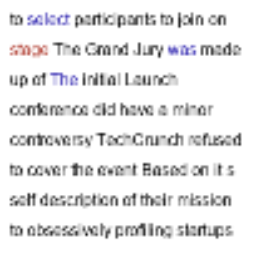 to select participants to join on
stage The Grand Jury was made
up of The initial Launch
conference did have a minor
controversy TechCrunch refused
to cover the event Based on it s
self description of their mission
to obsessively profiling startups